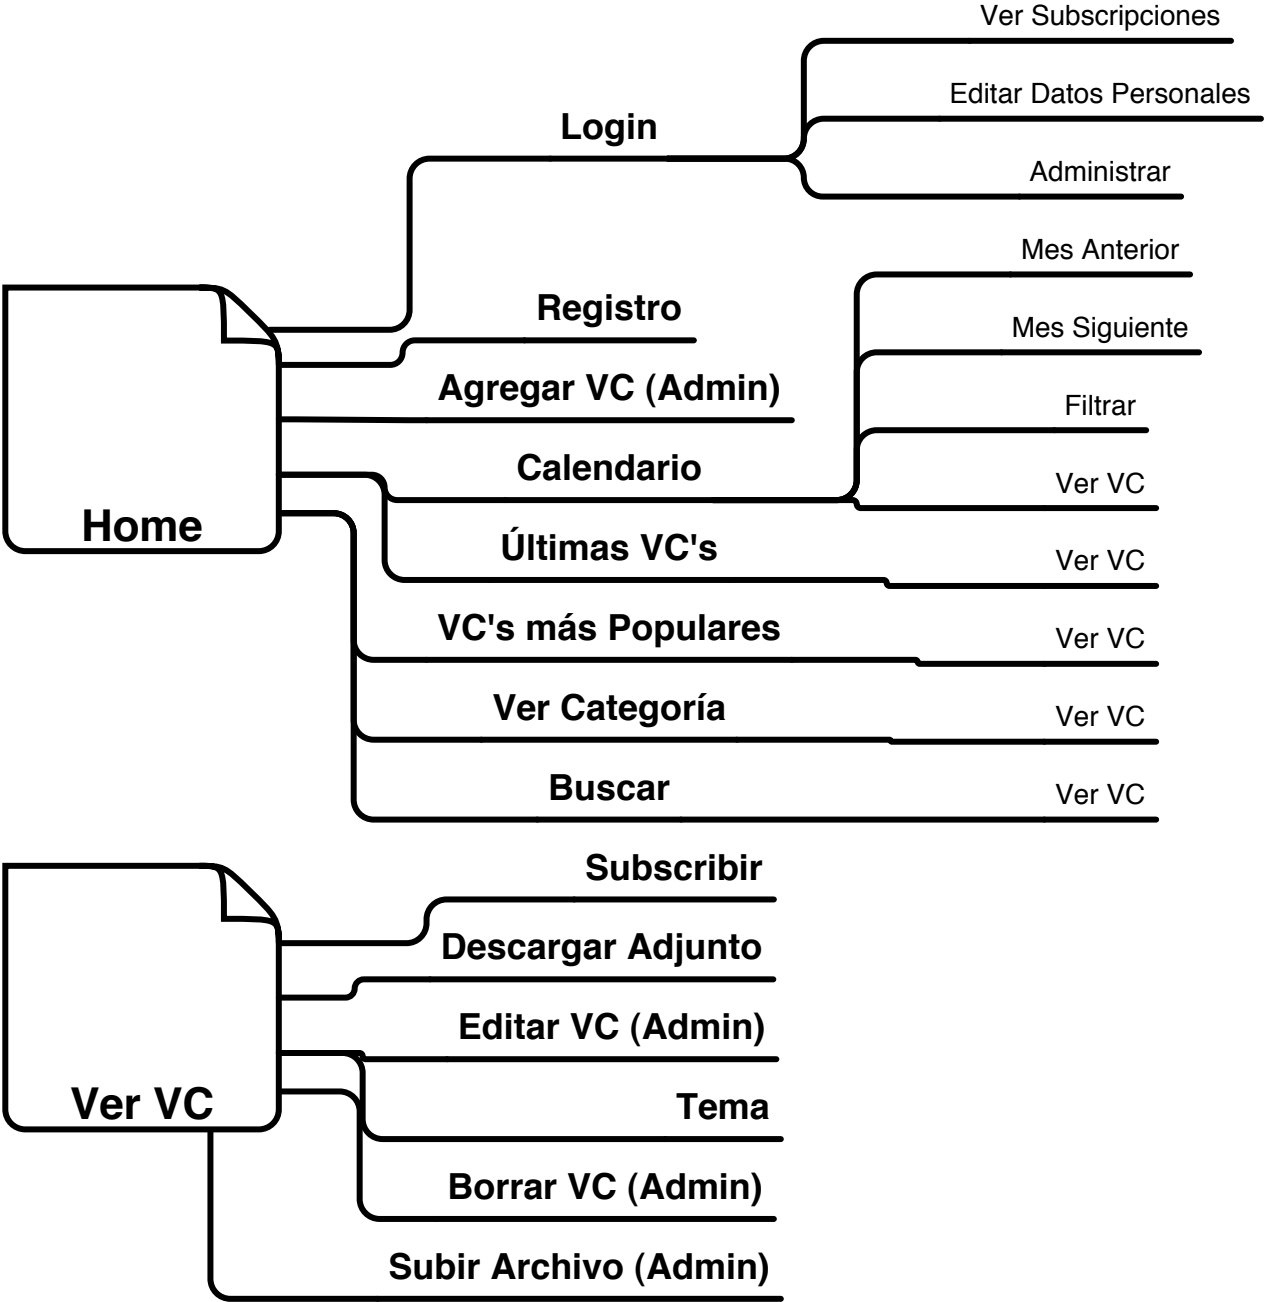 Ver Subscripciones
Editar Datos Personales
Login
Administrar
Mes Anterior
Registro
Mes Siguiente
Agregar VC (Admin)
Filtrar
Calendario
Ver VC
Home
Últimas VC's
Ver VC
VC's más Populares
Ver VC
Ver Categoría
Ver VC
Buscar
Ver VC
Subscribir
Descargar Adjunto
Editar VC (Admin)
Ver VC
Tema
Borrar VC (Admin)
Subir Archivo (Admin)